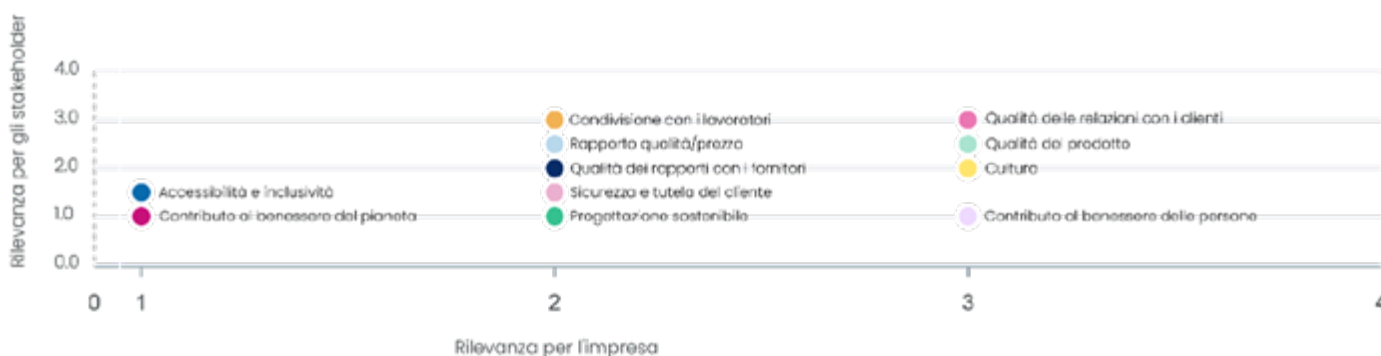 Rilevanza per gli stakeholder
4.0
3.0
2.0
1.0
0.0
Condivisione con i lavoratori
Qualità delle relazioni con i clienti
Rapporto qualità/prezzo
Qualità del prodotto
Qualità dei rapporti con i fornitori
Cultura
Accessibilità e inclusività
Sicurezza e tutela del cliente
Contributo al benessere del pianeta
Progettazione sostenibile
Contributo al benessere delle persone
0 1 2 3 4
Rilevanza per l'impresa